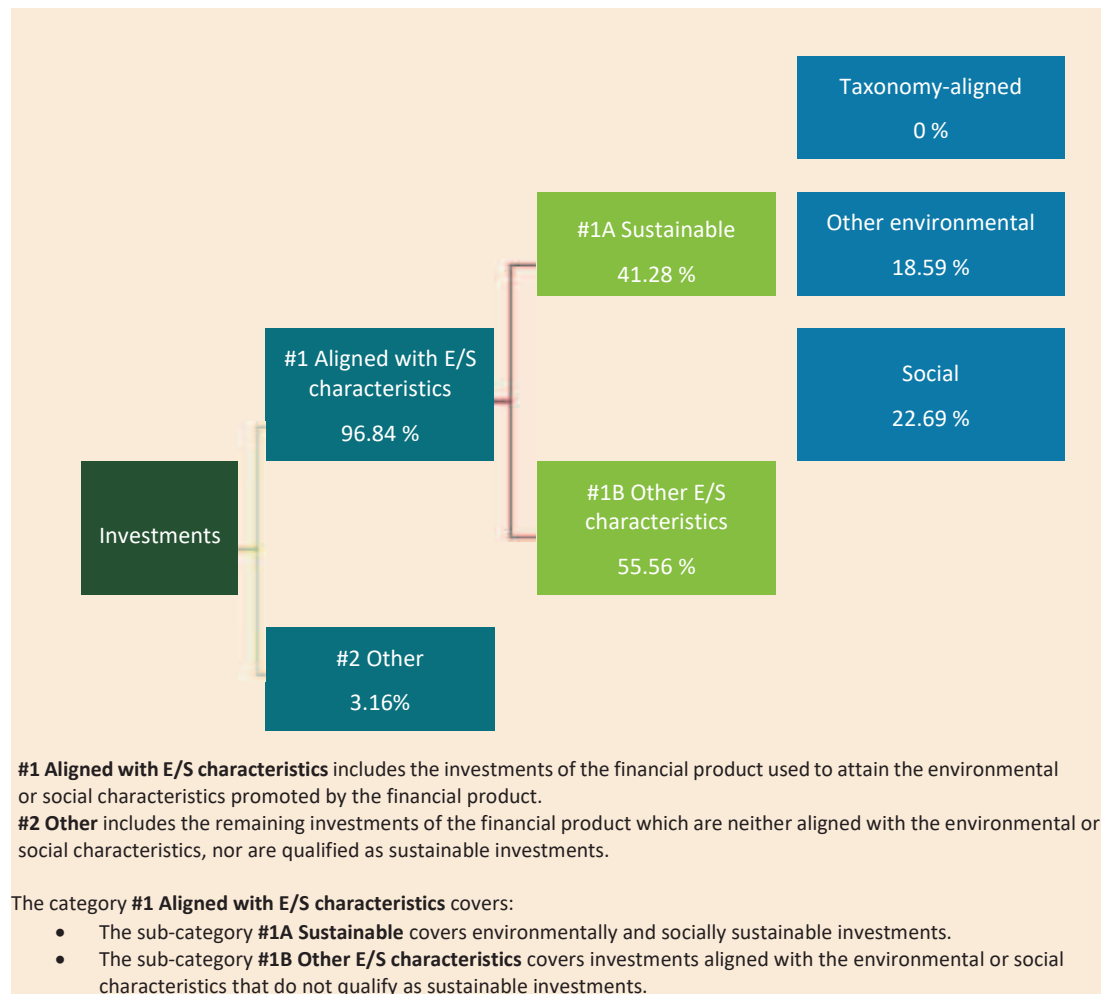 Taxonomy-aligned
0 %
#1A Sustainable
41.28 %
Other environmental
18.59 %
#1 Aligned with E/S
characteristics
96.84 %
Social
22.69 %
Investments
#1B Other E/S
characteristics
55.56 %
#2 Other
3.16%
#1 Aligned with E/S characteristics includes the investments of the financial product used to attain the environmental
or social characteristics promoted by the financial product.
#2 Other includes the remaining investments of the financial product which are neither aligned with the environmental or
social characteristics, nor are qualified as sustainable investments.
The category #1 Aligned with E/S characteristics covers:
• The sub-category #1A Sustainable covers environmentally and socially sustainable investments.
• The sub-category #1B Other E/S characteristics covers investments aligned with the environmental or social
characteristics that do not qualify as sustainable investments.